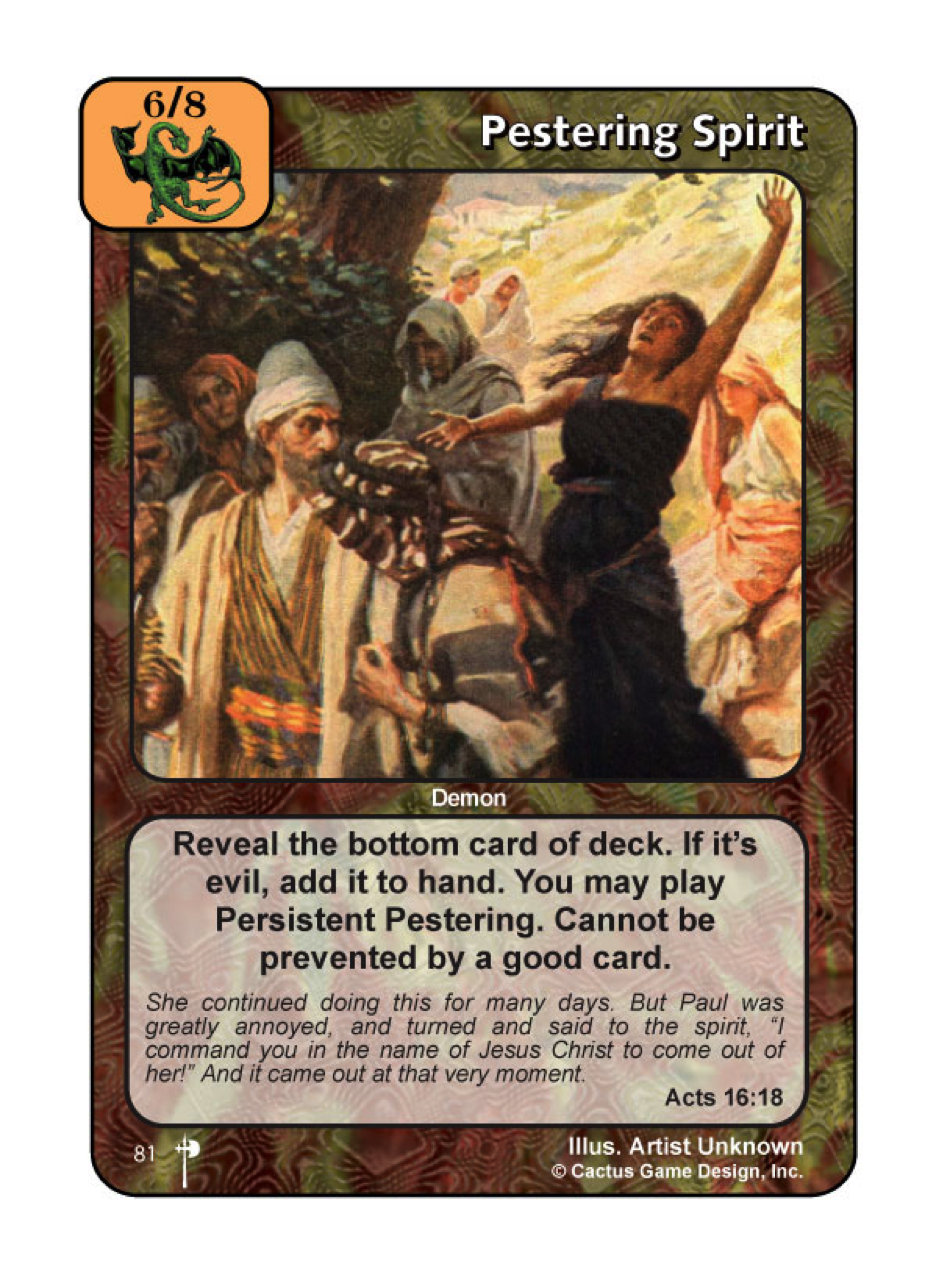 6/8
Pestering Spirit
Demon
Reveal the bottom card of deck. If it's
evil, add it to hand. You may play
Persistent Pestering. Cannot be
prevented by a good card.
She continued doing this for many days. But Paul was
greatly annoyed, and turned and said to the spirit, “I
command you in the name of Jesus Christ to come out of
her!” And it came out at that very moment.
Acts 16:18
81
Illus. Artist Unknown
© Cactus Game Design, Inc.